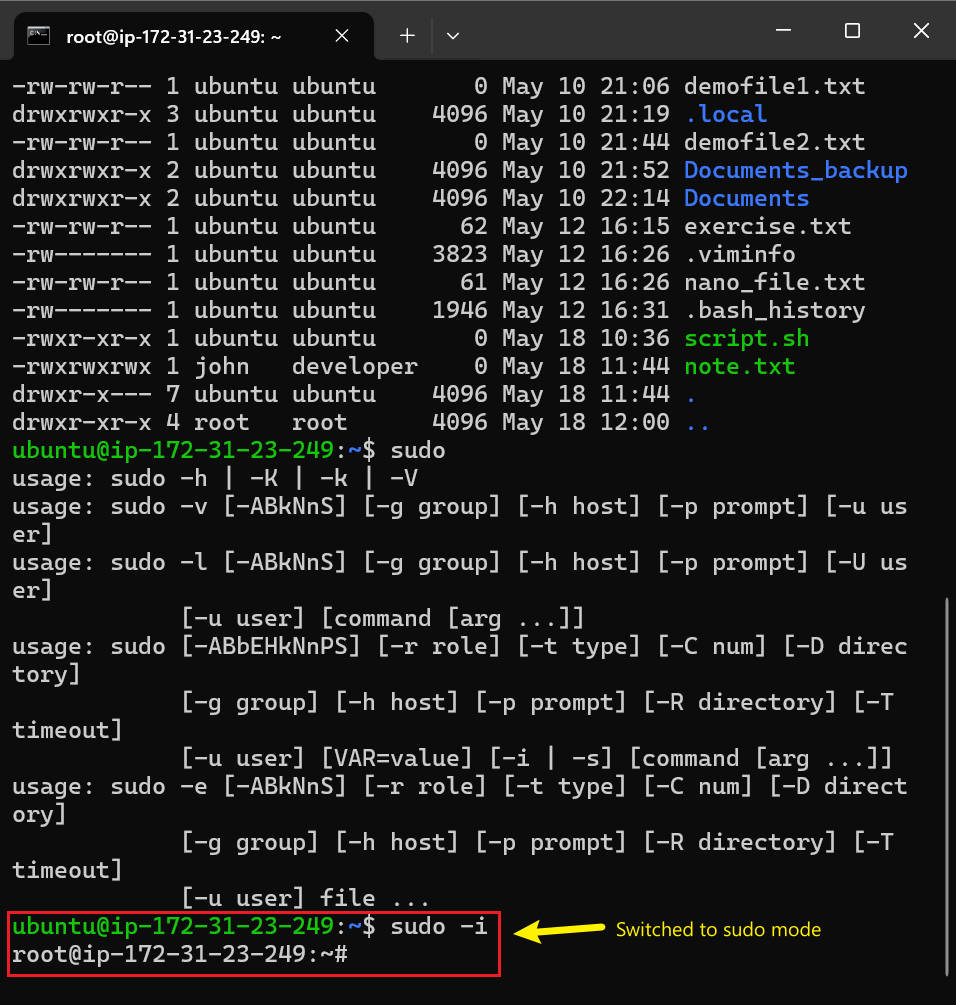 root@ip-172-31-23-249: ~
-rw-rw-r-- 1 ubuntu ubuntu       0 May 10 21:06 demofile1.txt
drwxrwxr-x 3 ubuntu ubuntu    4096 May 10 21:19 .local
-rw-rw-r-- 1 ubuntu ubuntu       0 May 10 21:44 demofile2.txt
drwxrwxr-x 2 ubuntu ubuntu    4096 May 10 21:52 Documents_backup
drwxrwxr-x 2 ubuntu ubuntu    4096 May 10 22:14 Documents
-rw-rw-r-- 1 ubuntu ubuntu      62 May 12 16:15 exercise.txt
-rw------- 1 ubuntu ubuntu    3823 May 12 16:26 .viminfo
-rw-rw-r-- 1 ubuntu ubuntu      61 May 12 16:26 nano_file.txt
-rw------- 1 ubuntu ubuntu    1946 May 12 16:31 .bash_history
-rwxr-xr-x 1 ubuntu ubuntu       0 May 18 10:36 script.sh
-rwxrwxrwx 1 john   developer    0 May 18 11:44 note.txt
drwxr-x--- 7 ubuntu ubuntu    4096 May 18 11:44 .
drwxr-xr-x 4 root   root      4096 May 18 12:00 ..
ubuntu@ip-172-31-23-249:~$ sudo
usage: sudo -h | -K | -k | -V
usage: sudo -v [-ABkNnS] [-g group] [-h host] [-p prompt] [-u us
er]
usage: sudo -l [-ABkNnS] [-g group] [-h host] [-p prompt] [-U us
er]
            [-u user] [command [arg ...]]
usage: sudo [-ABbEHkNnPS] [-r role] [-t type] [-C num] [-D direc
tory]
            [-g group] [-h host] [-p prompt] [-R directory] [-T
timeout]
            [-u user] [VAR=value] [-i | -s] [command [arg ...]]
usage: sudo -e [-ABkNnS] [-r role] [-t type] [-C num] [-D direct
ory]
            [-g group] [-h host] [-p prompt] [-R directory] [-T
timeout]
            [-u user] file ...
ubuntu@ip-172-31-23-249:~$ sudo -i
Switched to sudo mode
root@ip-172-31-23-249:~#